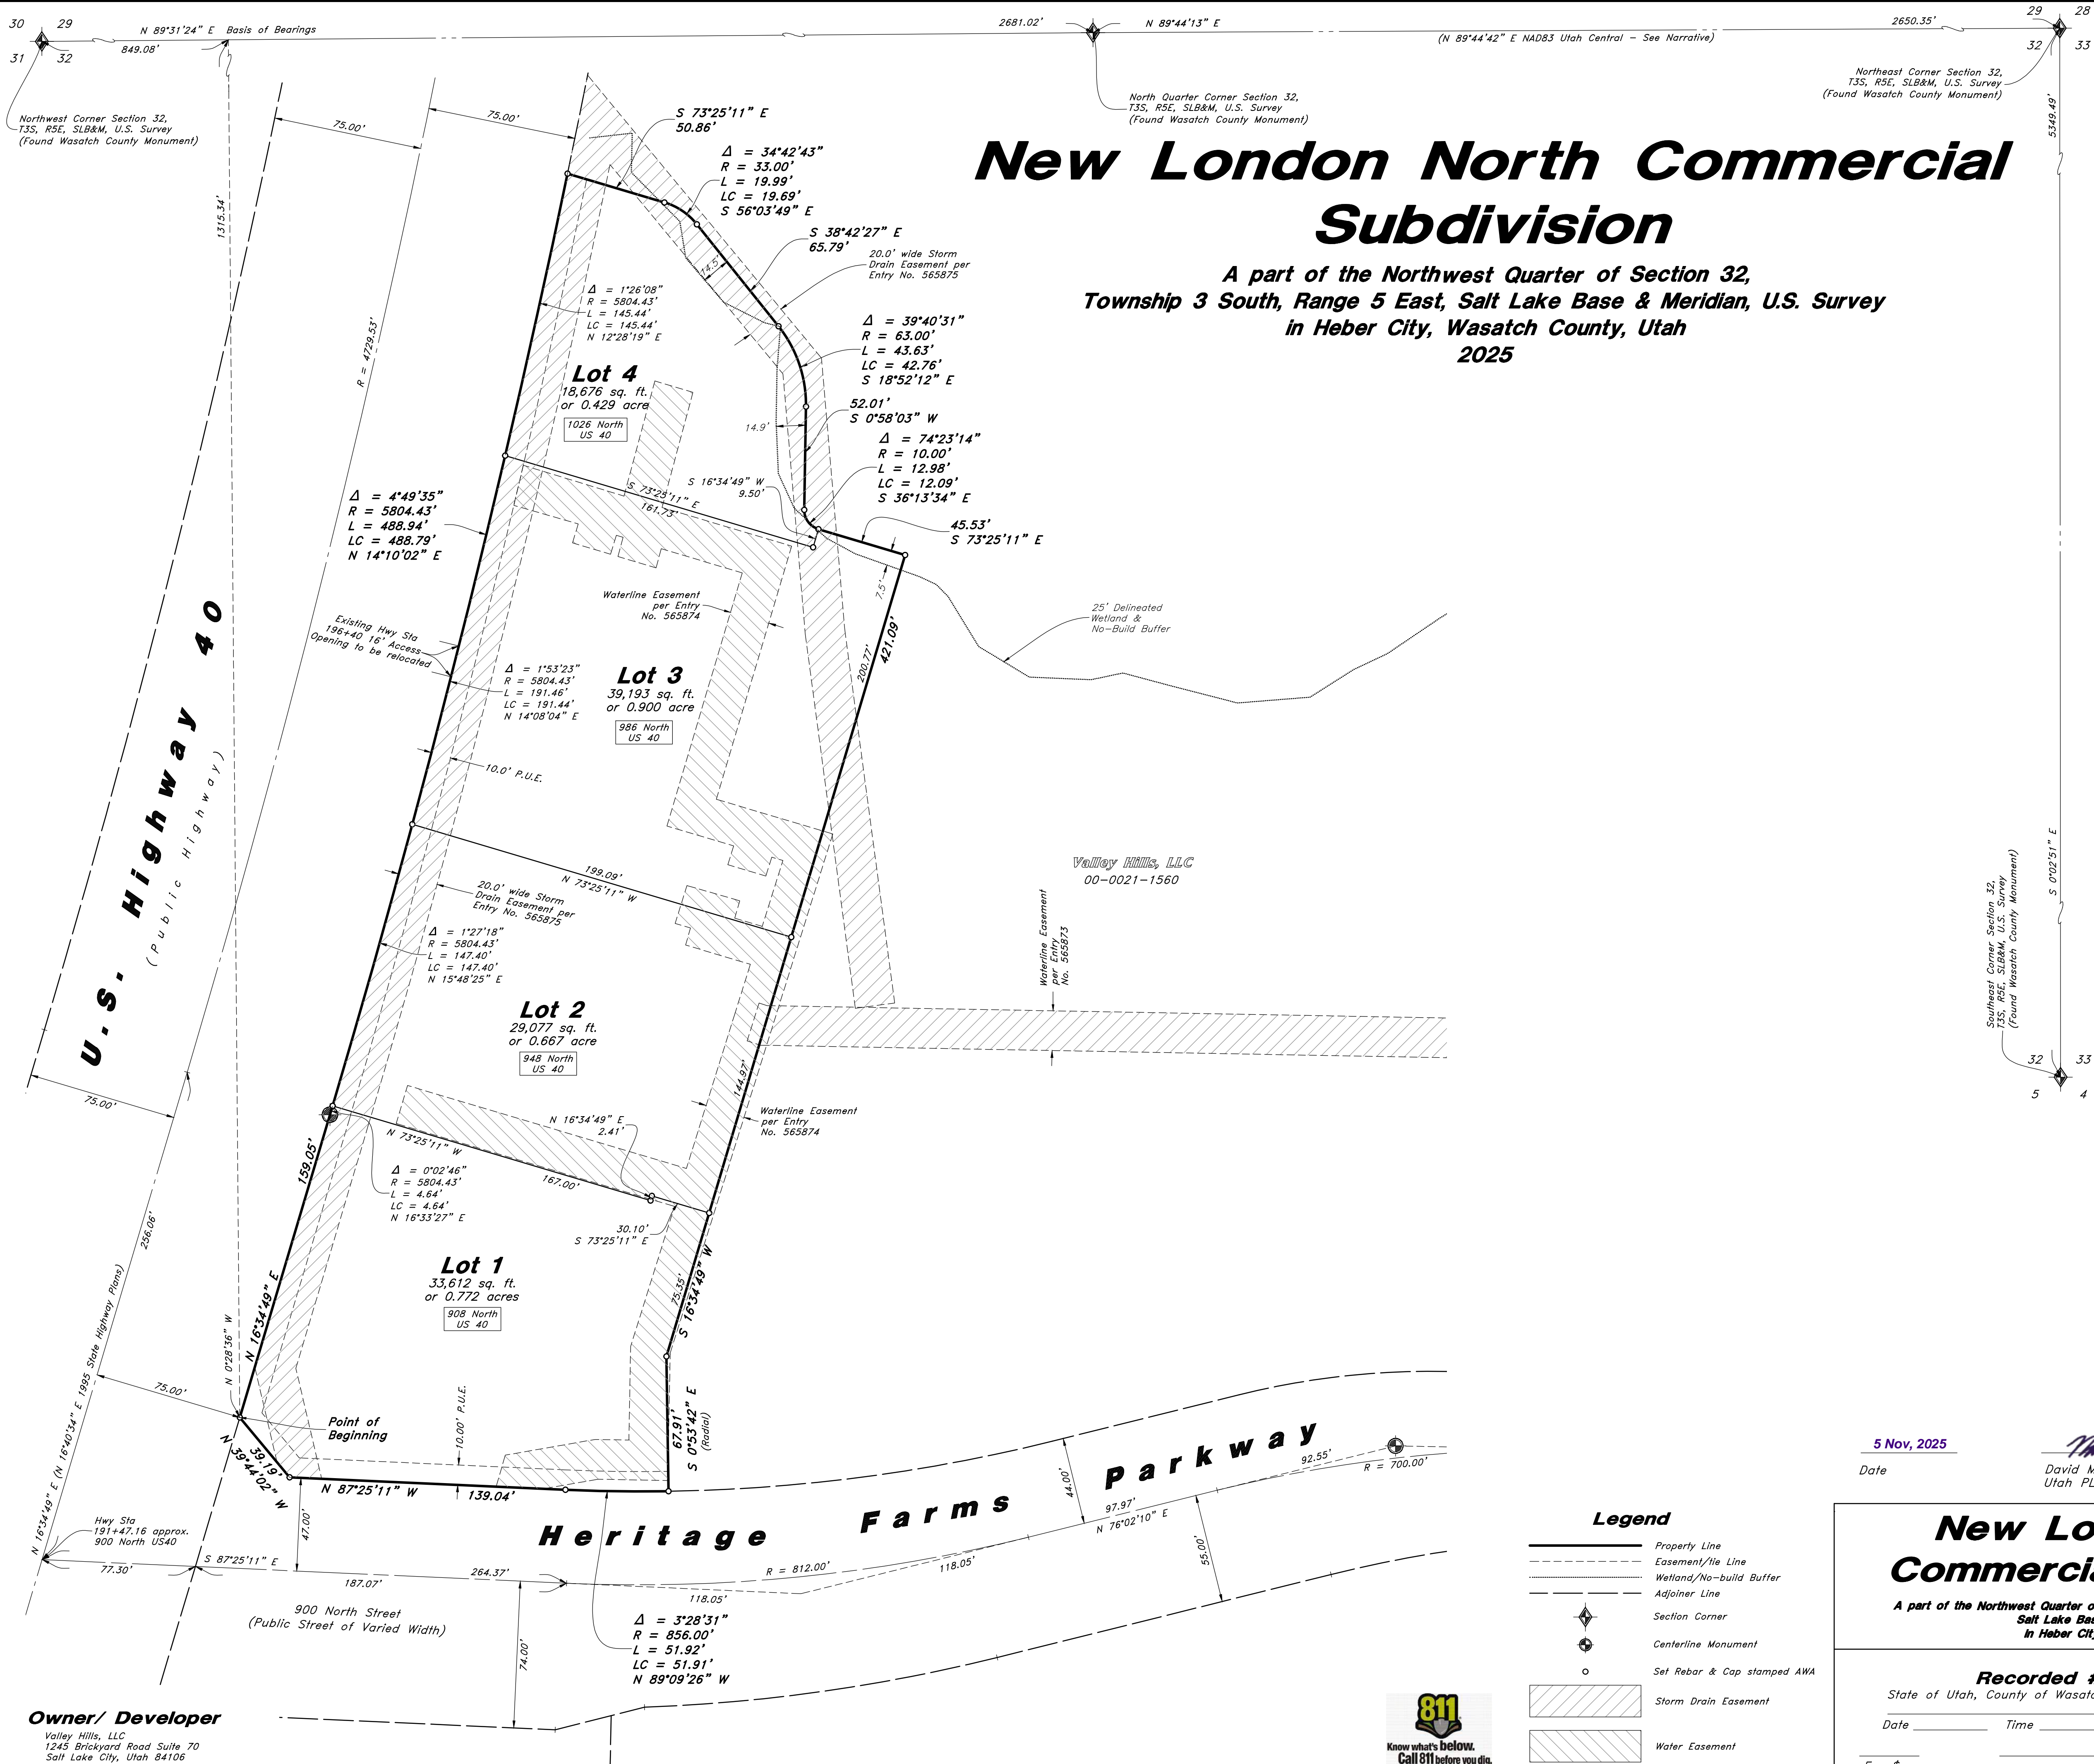 30 29
31 32
N 89°31'24" E Basis of Bearings
849.08'
2681.02'
N 89°44'13" E
2650.35'
(N 89°44'42" E NAD83 Utah Central - See Narrative)
29 28
32 33
Northwest Corner Section 32,
T3S, R5E, SLB&M, U.S. Survey
(Found Wasatch County Monument)
North Quarter Corner Section 32,
T3S, R5E, SLB&M, U.S. Survey
(Found Wasatch County Monument)
Northeast Corner Section 32,
T3S, R5E, SLB&M, U.S. Survey
(Found Wasatch County Monument)
5349.49'
New London North Commercial
Subdivision
A part of the Northwest Quarter of Section 32,
Township 3 South, Range 5 East, Salt Lake Base & Meridian, U.S. Survey
in Heber City, Wasatch County, Utah
2025
75.00'
75.00'
1315.34'
R = 4729.53'
S 73°25'11" E
50.86'
Δ = 34°42'43"
R = 33.00'
L = 19.99'
LC = 19.69'
S 56°03'49" E
S 38°42'27" E
65.79'
14.5'
20.0' wide Storm
Drain Easement per
Entry No. 565875
Δ = 1°26'08"
R = 5804.43'
L = 145.44'
LC = 145.44'
N 12°28'19" E
Δ = 39°40'31"
R = 63.00'
L = 43.63'
LC = 42.76'
S 18°52'12" E
Lot 4
18,676 sq. ft.
or 0.429 acre
1026 North
US 40
52.01'
S 0°58'03" W
14.9'
Δ = 74°23'14"
R = 10.00'
L = 12.98'
LC = 12.09'
S 36°13'34" E
S 16°34'49" W
9.50'
S 73°25'11" E
161.73'
45.53'
S 73°25'11" E
7.5'
Δ = 4°49'35"
R = 5804.43'
L = 488.94'
LC = 488.79'
N 14°10'02" E
Waterline Easement
per Entry
No. 565874
25' Delineated
Wetland &
No-Build Buffer
Existing Hwy Sta
196+40 16' Access
Opening to be relocated
U.S. Highway 40
(Public Highway)
421.09'
200.77'
Δ = 1°53'23"
R = 5804.43'
L = 191.46'
LC = 191.44'
N 14°08'04" E
Lot 3
39,193 sq. ft.
or 0.900 acre
986 North
US 40
10.0' P.U.E.
199.09'
N 73°25'11" W
20.0' wide Storm
Drain Easement per
Entry No. 565875
Valley Hills, LLC
00-0021-1560
Waterline Easement
per Entry
No. 565873
S 0°02'51" E
Southeast Corner Section 32,
T3S, R5E, SLB&M, U.S. Survey
(Found Wasatch County Monument)
32 33
5 4
Δ = 1°27'18"
R = 5804.43'
L = 147.40'
LC = 147.40'
N 15°48'25" E
Lot 2
29,077 sq. ft.
or 0.667 acre
948 North
US 40
144.97'
75.00'
N 16°34'49" E
2.41'
Waterline Easement
per Entry
No. 565874
N 73°25'11" W
167.00'
159.05'
Δ = 0°02'46"
R = 5804.43'
L = 4.64'
LC = 4.64'
N 16°33'27" E
30.10'
S 73°25'11" E
256.06'
Lot 1
33,612 sq. ft.
or 0.772 acres
908 North
US 40
75.35'
S 16°34'49" W
N 16°34'49" E
N 0°28'36" W
N 16°34'49" E (N 16°40'34" E 1995 State Highway Plans)
75.00'
Point of
Beginning
10.00' P.U.E.
67.91'
S 0°53'42" E
(Radial)
39.19'
N 39°44'02" W
N 87°25'11" W
139.04'
47.00'
Heritage Farms Parkway
44.00'
97.97'
N 76°02'10" E
92.55'
R = 700.00'
55.00'
Hwy Sta
191+47.16 approx.
900 North US40
77.30'
S 87°25'11" E
187.07'
264.37'
R = 812.00'
118.05'
118.05'
900 North Street
(Public Street of Varied Width)
74.00'
Δ = 3°28'31"
R = 856.00'
L = 51.92'
LC = 51.91'
N 89°09'26" W
Owner/ Developer
Valley Hills, LLC
1245 Brickyard Road Suite 70
Salt Lake City, Utah 84106
811
Know what's below.
Call 811 before you dig.
Legend
Property Line
Easement/tie Line
Wetland/No-build Buffer
Adjoiner Line
Section Corner
Centerline Monument
Set Rebar & Cap stamped AWA
Storm Drain Easement
Water Easement
5 Nov, 2025
Date
David M
Utah PL
New Lo
Commercia
A part of the Northwest Quarter o
Salt Lake Bas
in Heber City
Recorded #
State of Utah, County of Wasat
Date Time